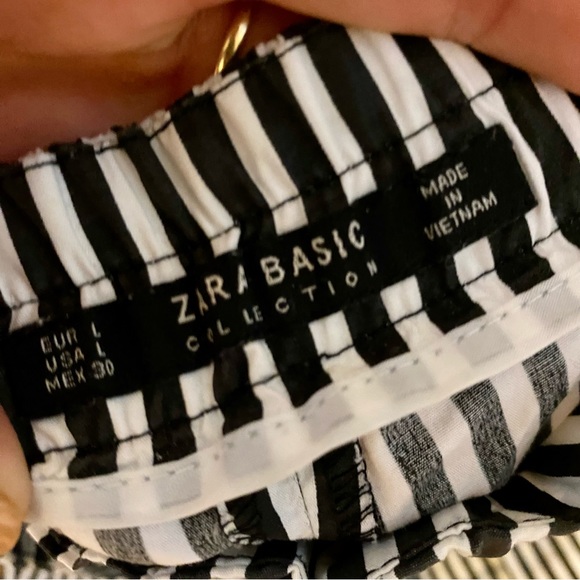 EUR L
USA L
MEX 30
ZARA BASIC
COLLECTION
MADE
IN
VIETNAM